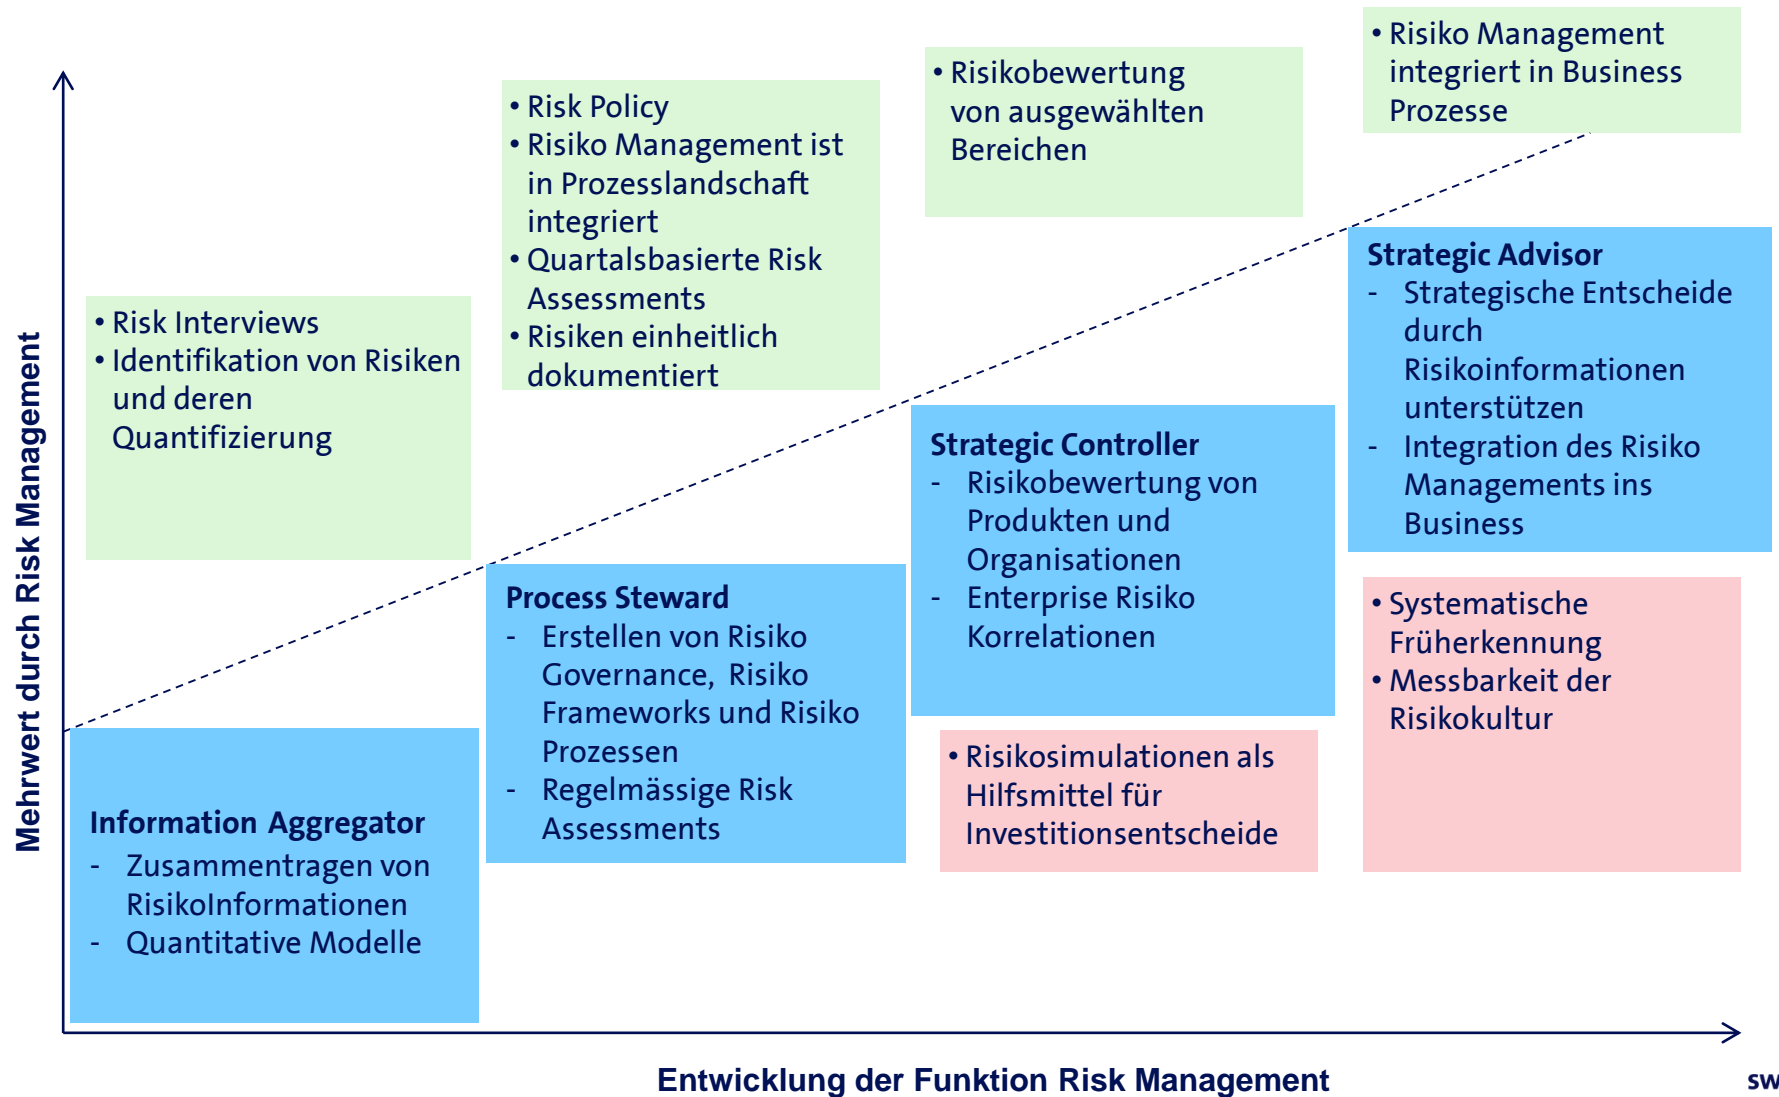 Mehrwert durch Risk Management
• Risk Interviews
• Identifikation von Risiken
und deren
Quantifizierung
Information Aggregator
- Zusammentragen von
RisikoInformationen
- Quantitative Modelle
• Risk Policy
• Risiko Management ist
in Prozesslandschaft
integriert
• Quartalsbasierte Risk
Assessments
• Risiken einheitlich
dokumentiert
Process Steward
- Erstellen von Risiko
Governance, Risiko
Frameworks und Risiko
Prozessen
- Regelmässige Risk
Assessments
• Risikobewertung
von ausgewählten
Bereichen
Strategic Controller
- Risikobewertung von
Produkten und
Organisationen
- Enterprise Risiko
Korrelationen
• Risikosimulationen als
Hilfsmittel für
Investitionsentscheide
• Risiko Management
integriert in Business
Prozesse
Strategic Advisor
- Strategische Entscheide
durch
Risikoinformationen
unterstützen
- Integration des Risiko
Managements ins
Business
• Systematische
Früherkennung
• Messbarkeit der
Risikokultur
Entwicklung der Funktion Risk Management
sw